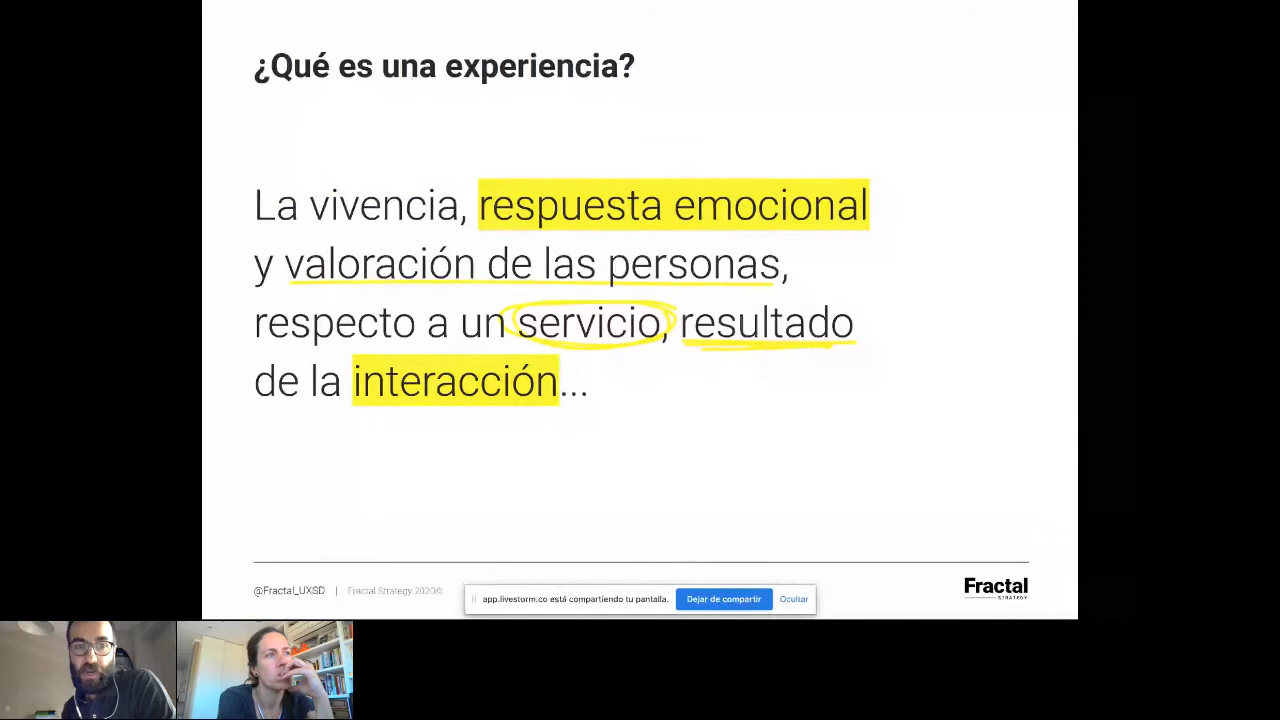 ¿Qué es una experiencia?
La vivencia, respuesta emocional
y valoración de las personas,
respecto a un servicio, resultado
de la interacción...
@Fractal_UXSD | Fractal Strategy 2020©
app.livestorm.co está compartiendo tu pantalla. Dejar de compartir Ocultar
Fractal
STRATEGY